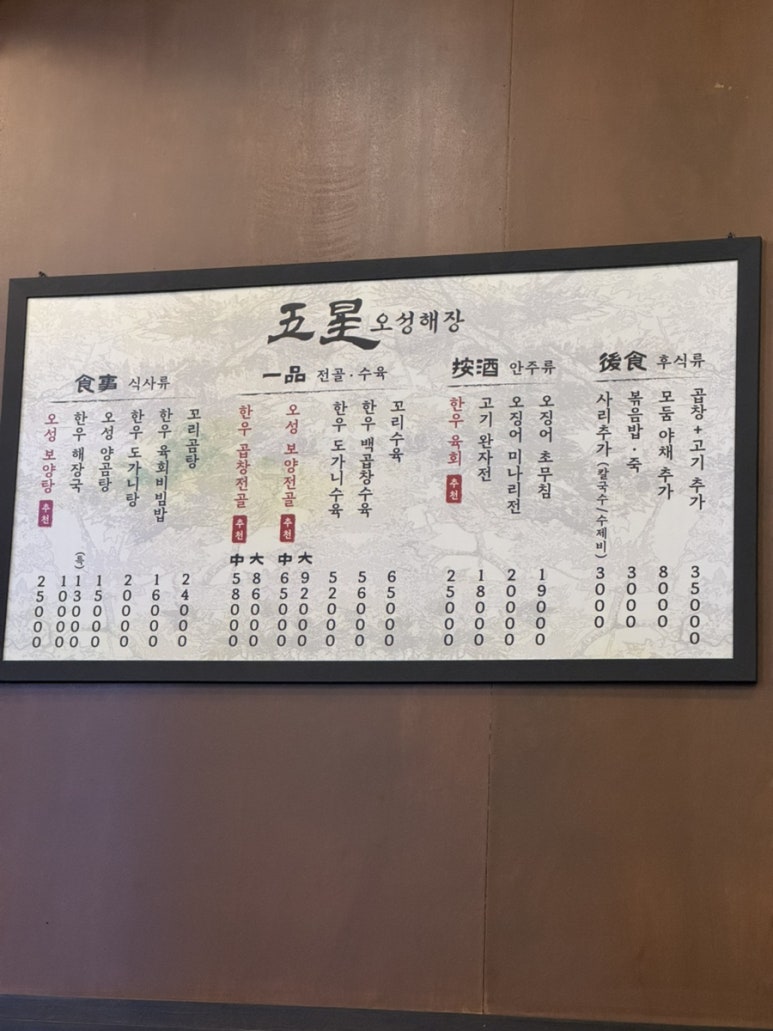 五星 오성해장
食事 식사류
오성 보양탕 추천 25000
한우 해장국 10000 (특) 13000
오성 양곰탕 15000
한우 도가니탕 20000
한우 육회비빔밥 16000
꼬리곰탕 24000
一品 전골·수육
한우 곱창전골 추천 中 58000 大 86000
오성 보양전골 추천 中 65000 大 92000
한우 도가니수육 52000
한우 백곱창수육 56000
꼬리수육 65000
按酒 안주류
한우 육회 추천 25000
고기 완자전 18000
오징어 미나리전 20000
오징어 초무침 19000
後食 후식류
사리추가 (칼국수/수제비) 3000
볶음밥·죽 3000
모둠 야채 추가 8000
곱창+고기 추가 35000